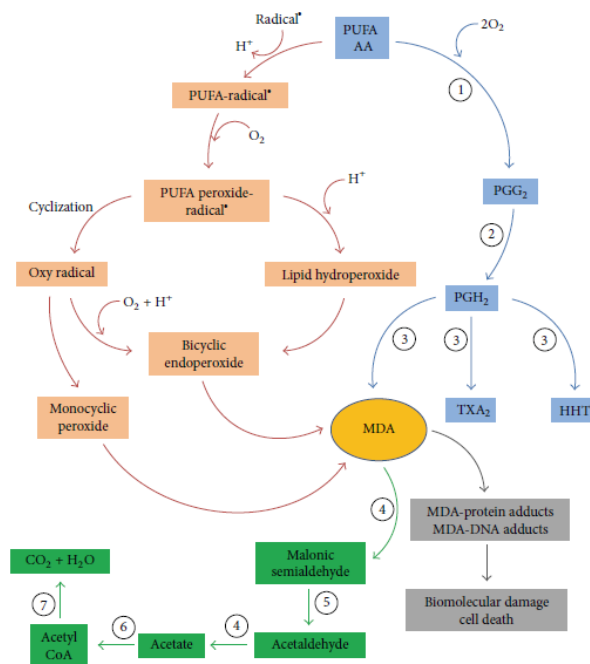 Radical•
H+
PUFA
AA
2O2
1
PUFA-radical•
O2
PUFA peroxide-
radical•
H+
PGG2
Cyclization
2
Oxy radical
Lipid hydroperoxide
PGH2
O2 + H+
Bicyclic
endoperoxide
3
3
3
Monocyclic
peroxide
MDA
TXA2
HHT
4
MDA-protein adducts
MDA-DNA adducts
CO2 + H2O
Malonic
semialdehyde
Biomolecular damage
cell death
7
5
Acetyl
CoA
6
Acetate
4
Acetaldehyde